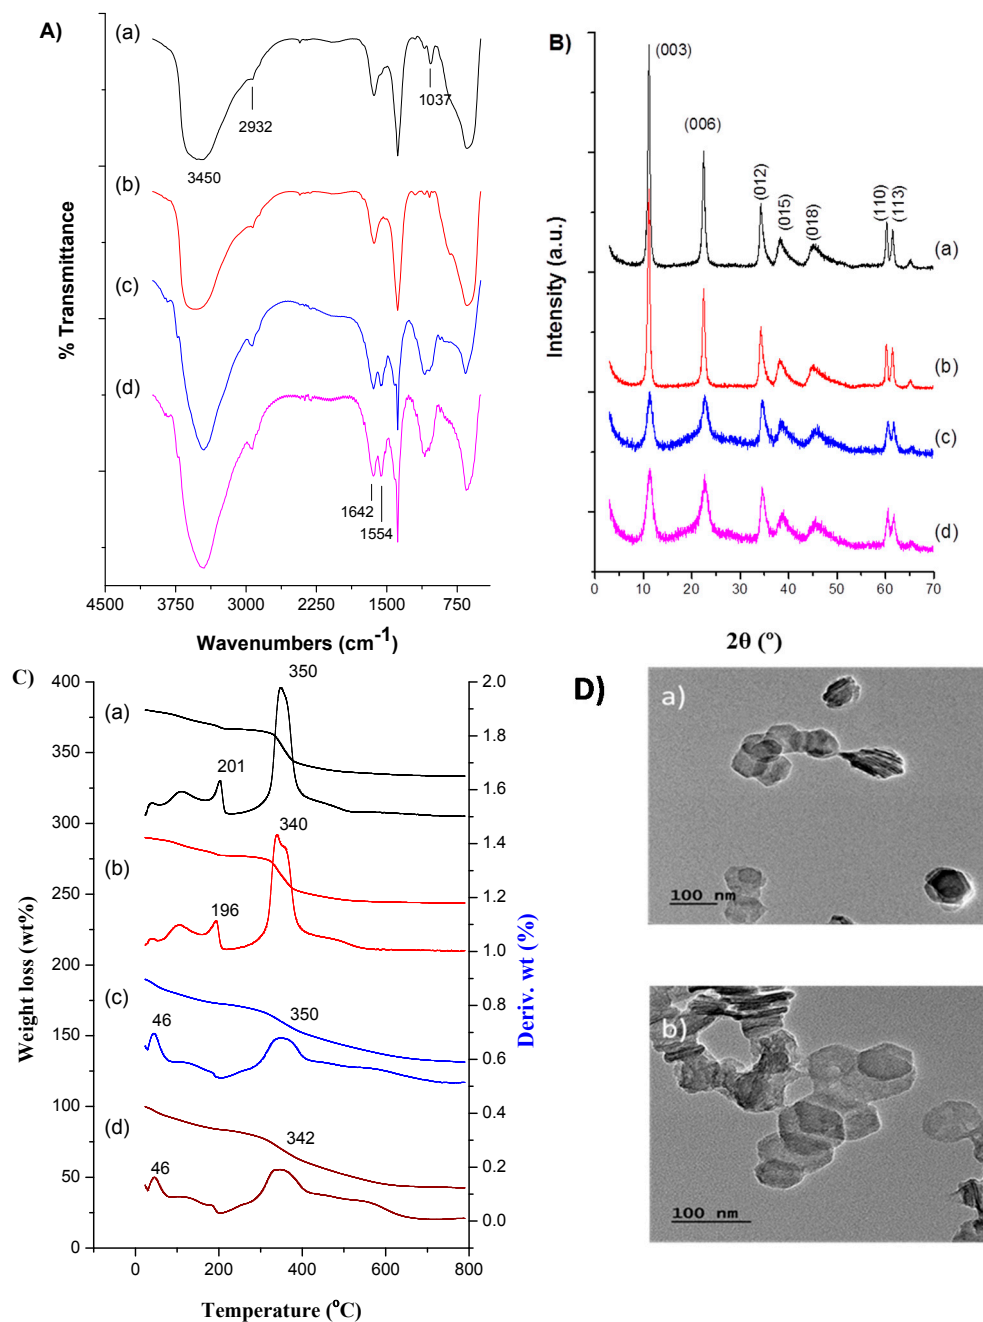 A)
(a)
2932
1037
3450
(b)
(c)
(d)
1642
1554
% Transmittance
4500 3750 3000 2250 1500 750
Wavenumbers (cm⁻¹)
B)
(003)
(006)
(012)
(015)
(018)
(110)
(113)
(a)
(b)
(c)
(d)
Intensity (a.u.)
0 10 20 30 40 50 60 70
2θ (º)
C)
400
350
300
250
200
150
100
50
0
Weight loss (wt%)
350
(a)
201
340
(b)
196
(c)
350
46
(d)
342
46
2.0
1.8
1.6
1.4
1.2
1.0
0.8
0.6
0.4
0.2
0.0
Deriv. wt (%)
0 200 400 600 800
Temperature (°C)
D)
a)
100 nm
b)
100 nm